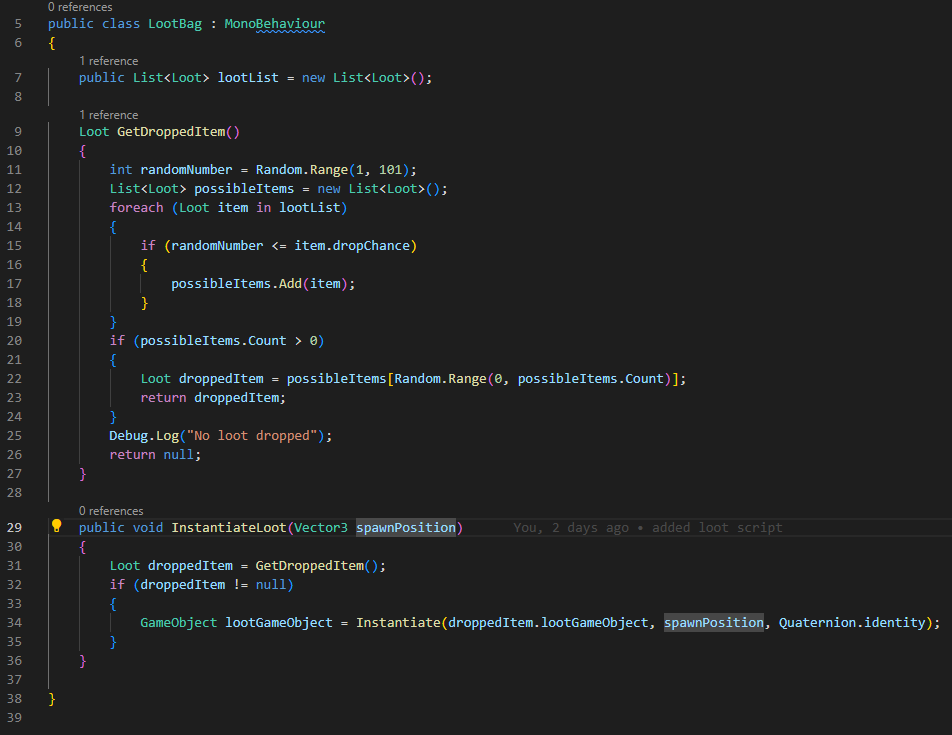 0 references
5 public class LootBag : MonoBehaviour
6 {
1 reference
7 public List<Loot> lootList = new List<Loot>();
8
1 reference
9 Loot GetDroppedItem()
10 {
11 int randomNumber = Random.Range(1, 101);
12 List<Loot> possibleItems = new List<Loot>();
13 foreach (Loot item in lootList)
14 {
15 if (randomNumber <= item.dropChance)
16 {
17 possibleItems.Add(item);
18 }
19 }
20 if (possibleItems.Count > 0)
21 {
22 Loot droppedItem = possibleItems[Random.Range(0, possibleItems.Count)];
23 return droppedItem;
24 }
25 Debug.Log("No loot dropped");
26 return null;
27 }
28
0 references
29 public void InstantiateLoot(Vector3 spawnPosition) You, 2 days ago • added loot script
30 {
31 Loot droppedItem = GetDroppedItem();
32 if (droppedItem != null)
33 {
34 GameObject lootGameObject = Instantiate(droppedItem.lootGameObject, spawnPosition, Quaternion.identity);
35 }
36 }
37
38 }
39